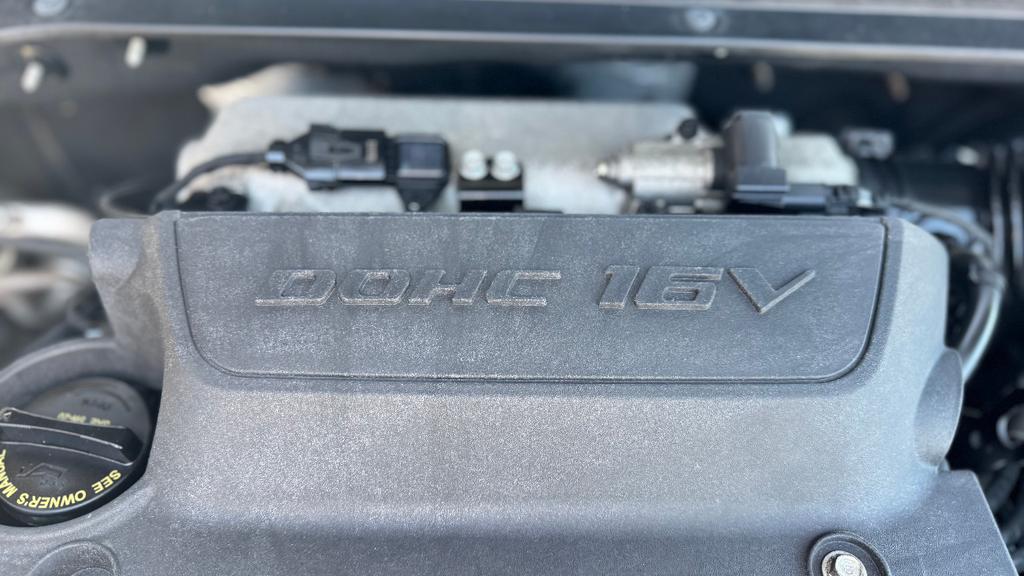 DOHC 16V
SEE OWNER'S MANUAL